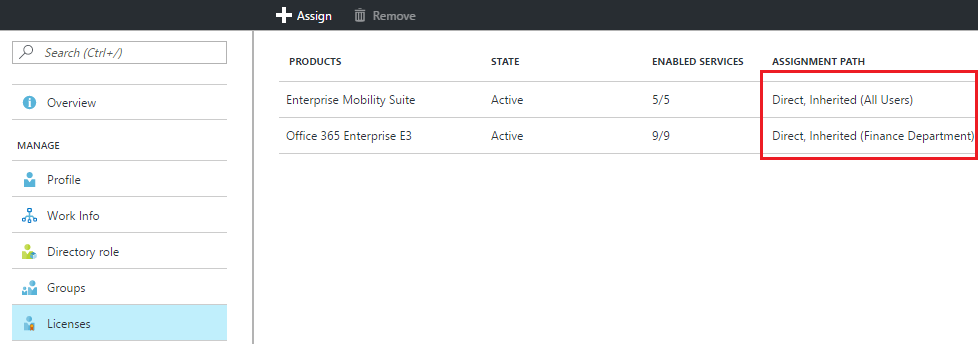 Assign Remove
Search (Ctrl+/)
Overview
MANAGE
Profile
Work Info
Directory role
Groups
Licenses
PRODUCTS STATE ENABLED SERVICES ASSIGNMENT PATH
Enterprise Mobility Suite Active 5/5 Direct, Inherited (All Users)
Office 365 Enterprise E3 Active 9/9 Direct, Inherited (Finance Department)